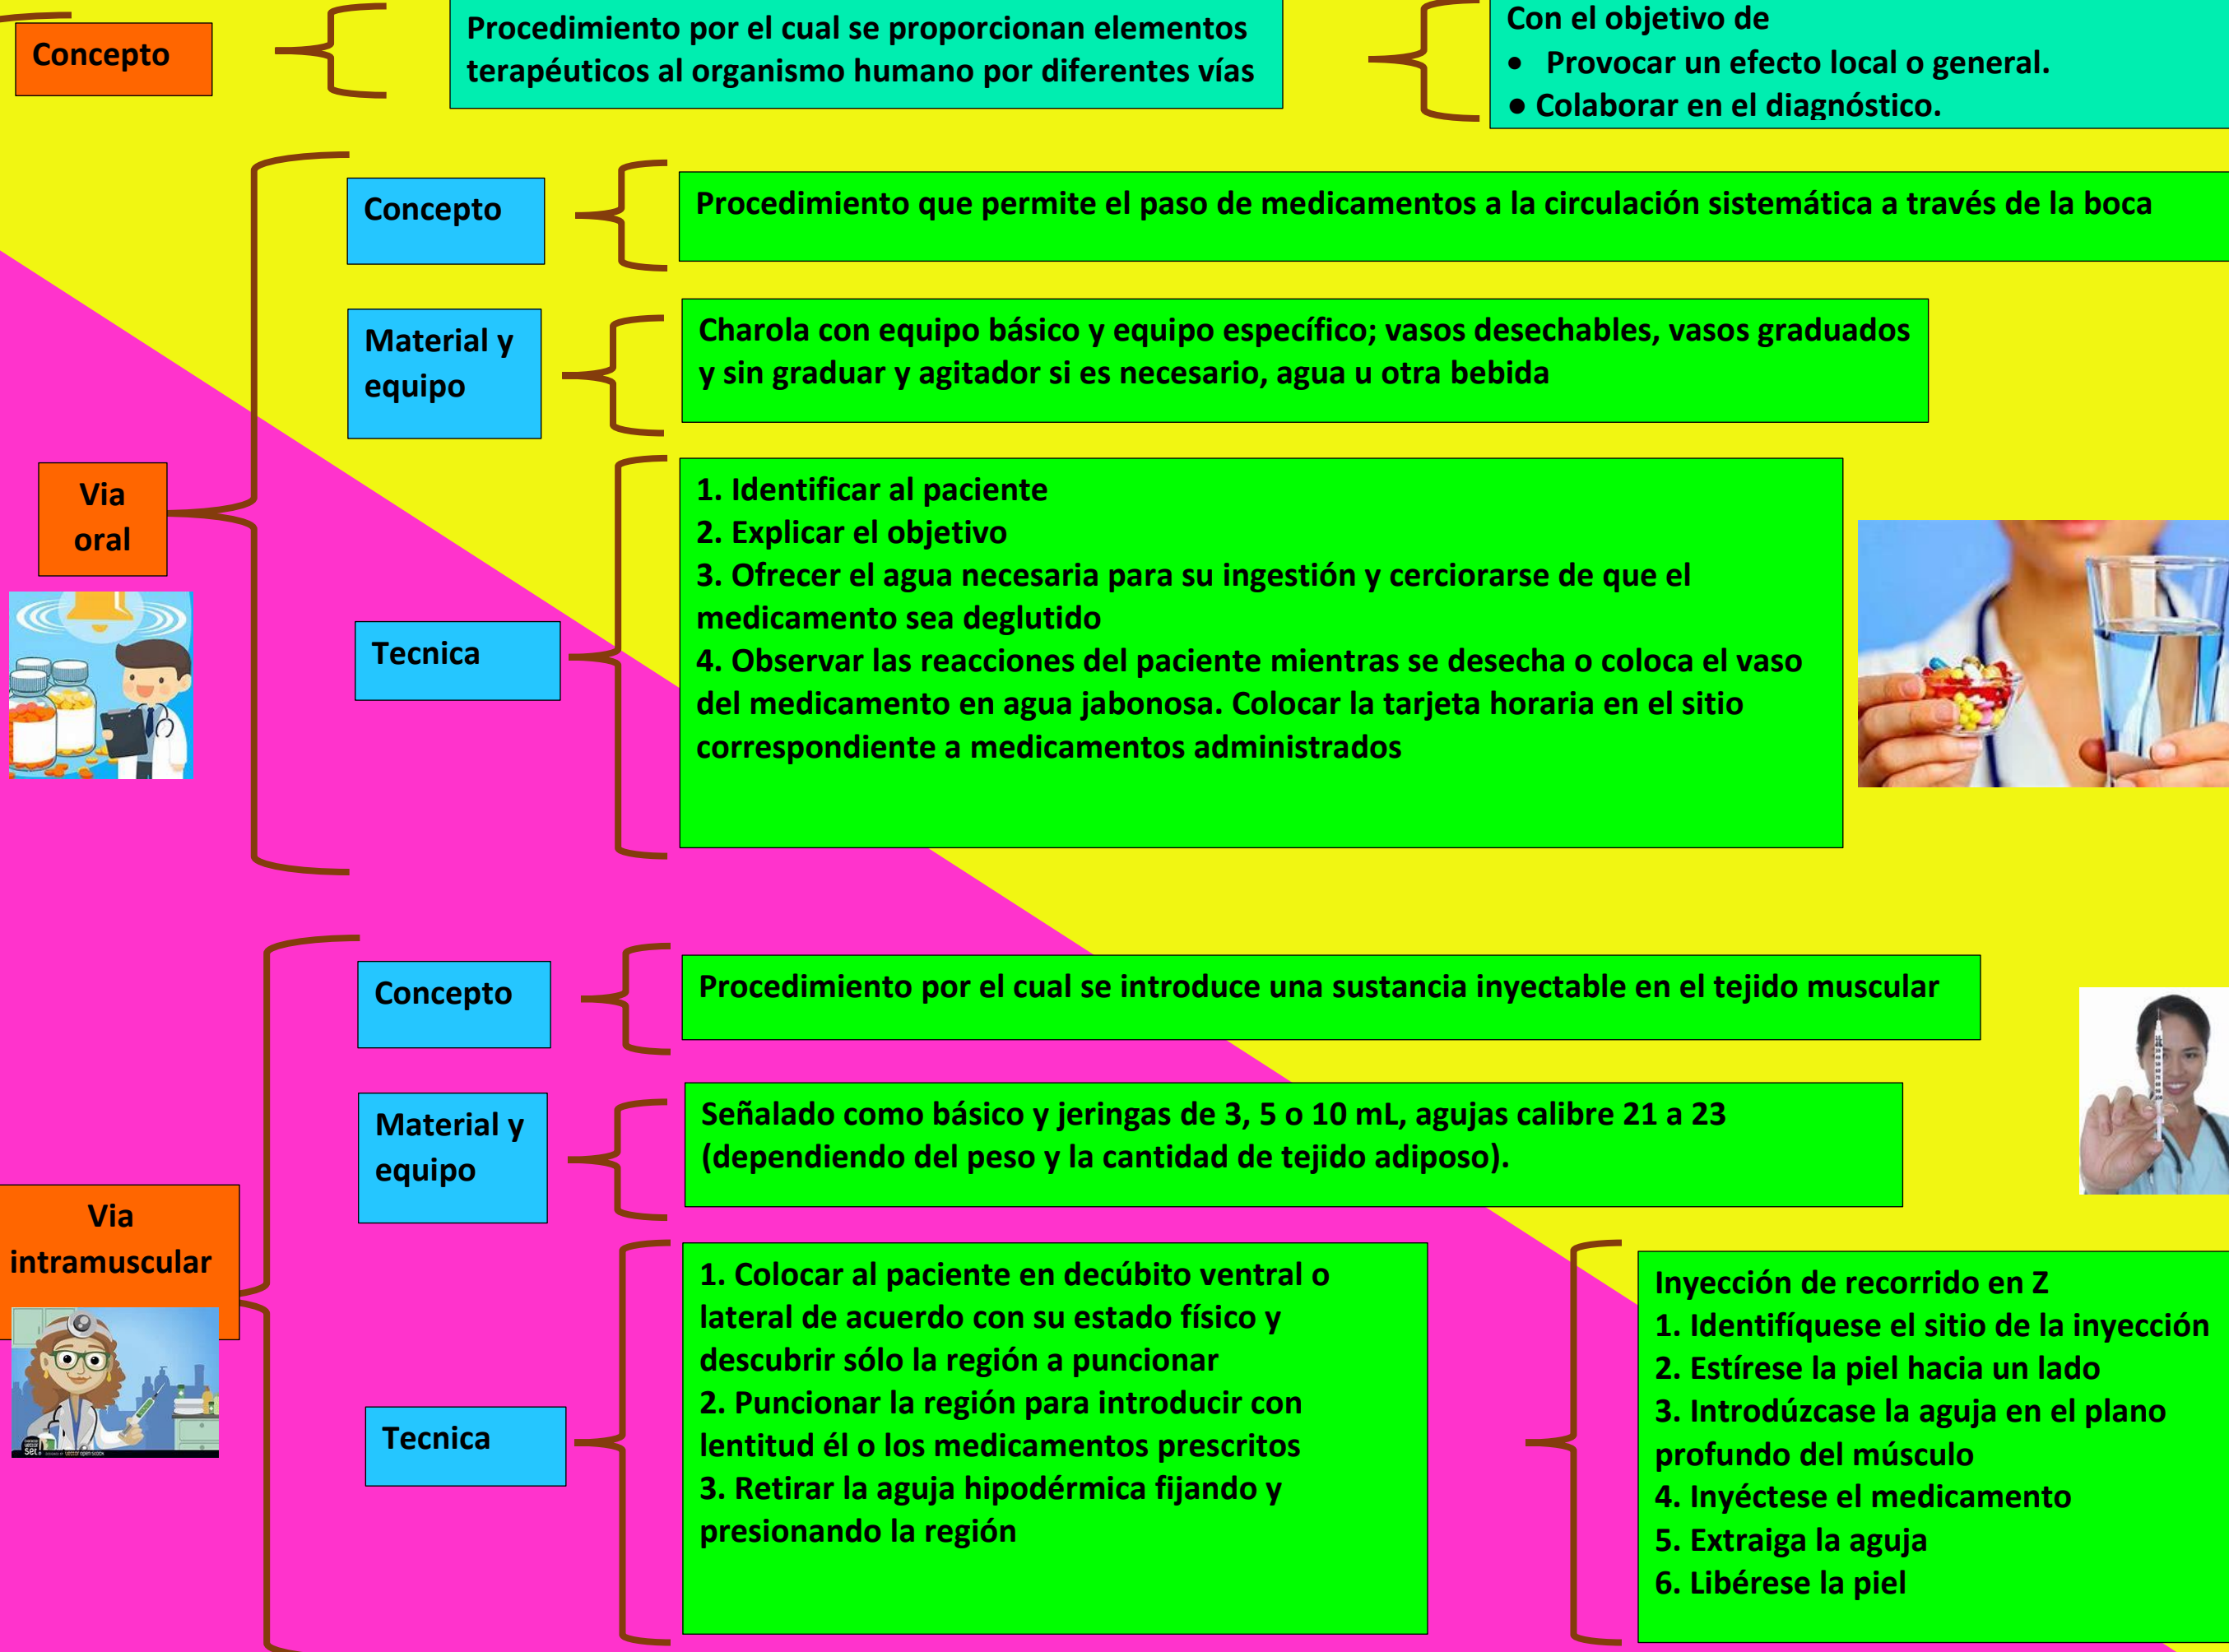 Concepto
Procedimiento por el cual se proporcionan elementos
terapéuticos al organismo humano por diferentes vías
Con el objetivo de
• Provocar un efecto local o general.
● Colaborar en el diagnóstico.
Via
oral
Concepto
Procedimiento que permite el paso de medicamentos a la circulación sistemática a través de la boca
Material y
equipo
Charola con equipo básico y equipo específico; vasos desechables, vasos graduados
y sin graduar y agitador si es necesario, agua u otra bebida
Tecnica
1. Identificar al paciente
2. Explicar el objetivo
3. Ofrecer el agua necesaria para su ingestión y cerciorarse de que el
medicamento sea deglutido
4. Observar las reacciones del paciente mientras se desecha o coloca el vaso
del medicamento en agua jabonosa. Colocar la tarjeta horaria en el sitio
correspondiente a medicamentos administrados
Via
intramuscular
Concepto
Procedimiento por el cual se introduce una sustancia inyectable en el tejido muscular
Material y
equipo
Señalado como básico y jeringas de 3, 5 o 10 mL, agujas calibre 21 a 23
(dependiendo del peso y la cantidad de tejido adiposo).
Tecnica
1. Colocar al paciente en decúbito ventral o
lateral de acuerdo con su estado físico y
descubrir sólo la región a puncionar
2. Puncionar la región para introducir con
lentitud él o los medicamentos prescritos
3. Retirar la aguja hipodérmica fijando y
presionando la región
Inyección de recorrido en Z
1. Identifíquese el sitio de la inyección
2. Estírese la piel hacia un lado
3. Introdúzcase la aguja en el plano
profundo del músculo
4. Inyéctese el medicamento
5. Extraiga la aguja
6. Libérese la piel